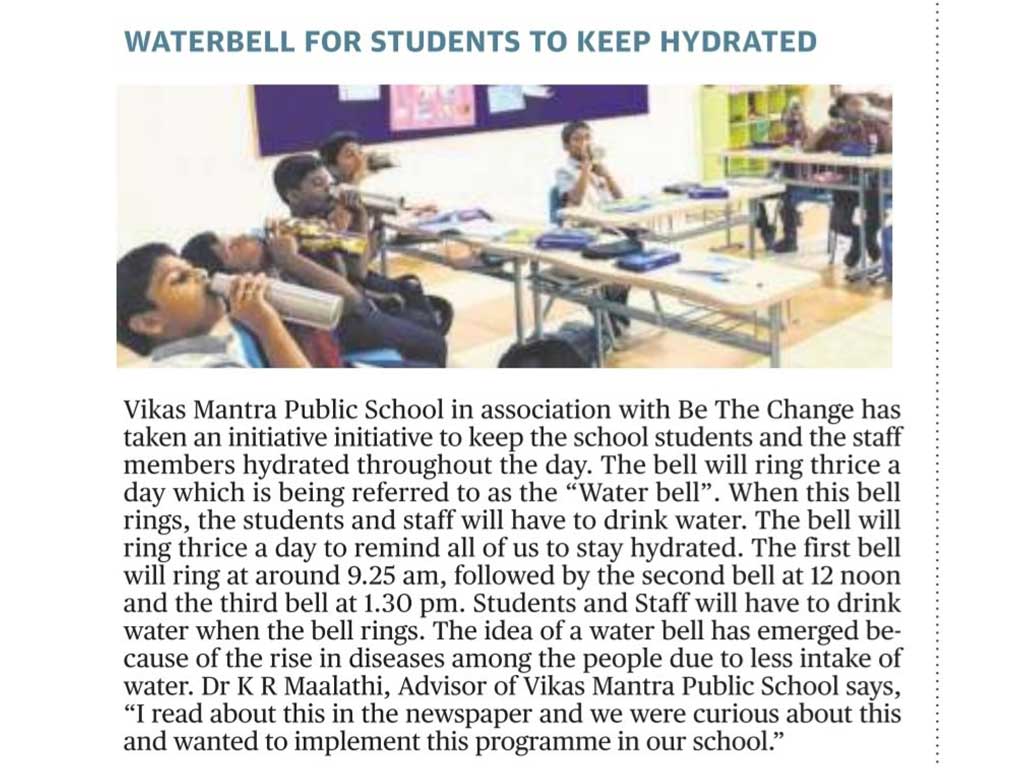 WATERBELL FOR STUDENTS TO KEEP HYDRATED
Vikas Mantra Public School in association with Be The Change has
taken an initiative initiative to keep the school students and the staff
members hydrated throughout the day. The bell will ring thrice a
day which is being referred to as the “Water bell”. When this bell
rings, the students and staff will have to drink water. The bell will
ring thrice a day to remind all of us to stay hydrated. The first bell
will ring at around 9.25 am, followed by the second bell at 12 noon
and the third bell at 1.30 pm. Students and Staff will have to drink
water when the bell rings. The idea of a water bell has emerged be-
cause of the rise in diseases among the people due to less intake of
water. Dr K R Maalathi, Advisor of Vikas Mantra Public School says,
“I read about this in the newspaper and we were curious about this
and wanted to implement this programme in our school.”